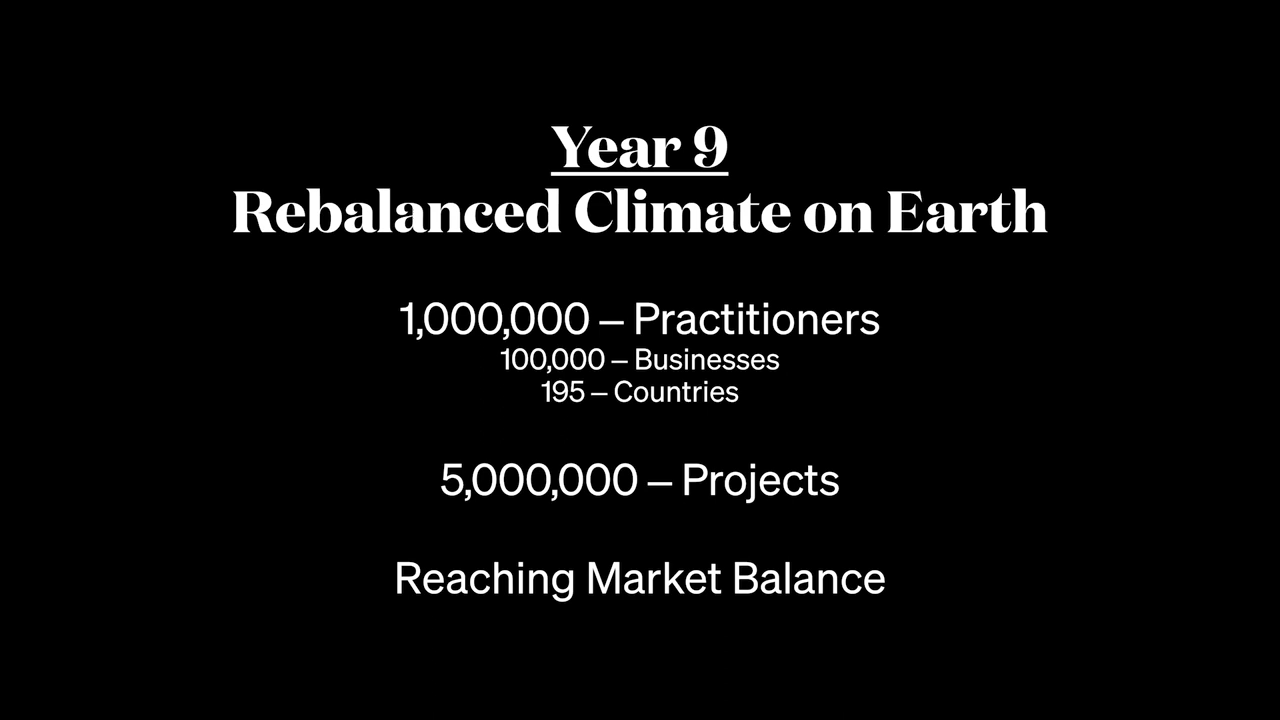 Year 9
Rebalanced Climate on Earth
1,000,000 – Practitioners
100,000 – Businesses
195 – Countries
5,000,000 – Projects
Reaching Market Balance